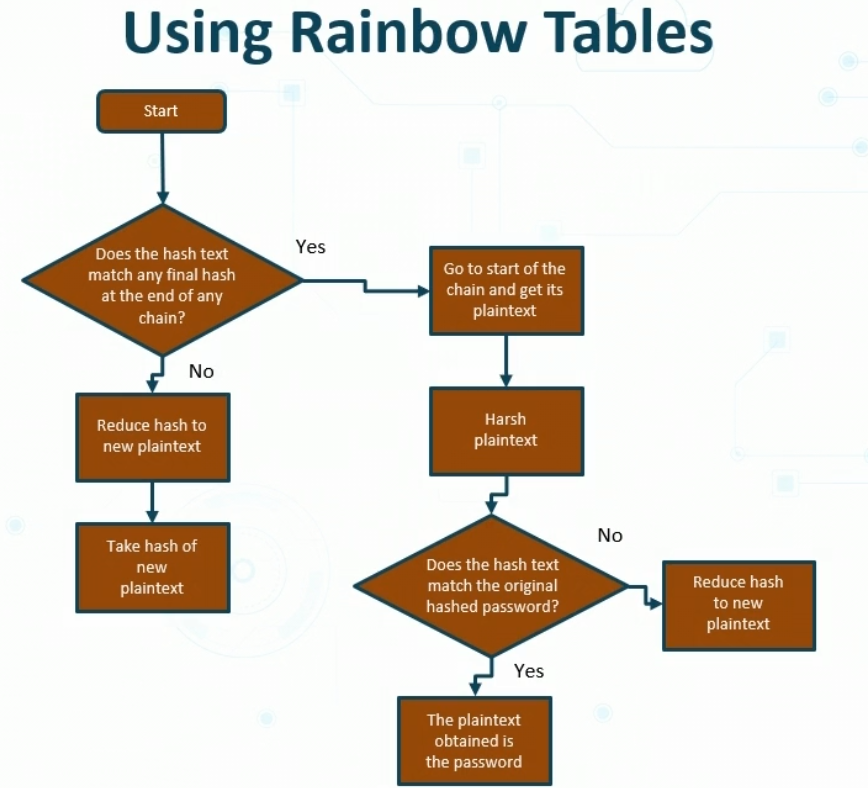 Using Rainbow Tables
Start
Does the hash text
match any final hash
at the end of any
chain?
Yes
Go to start of the
chain and get its
plaintext
No
Reduce hash to
new plaintext
Harsh
plaintext
Take hash of
new
plaintext
Does the hash text
match the original
hashed password?
No
Reduce hash
to new
plaintext
Yes
The plaintext
obtained is
the password